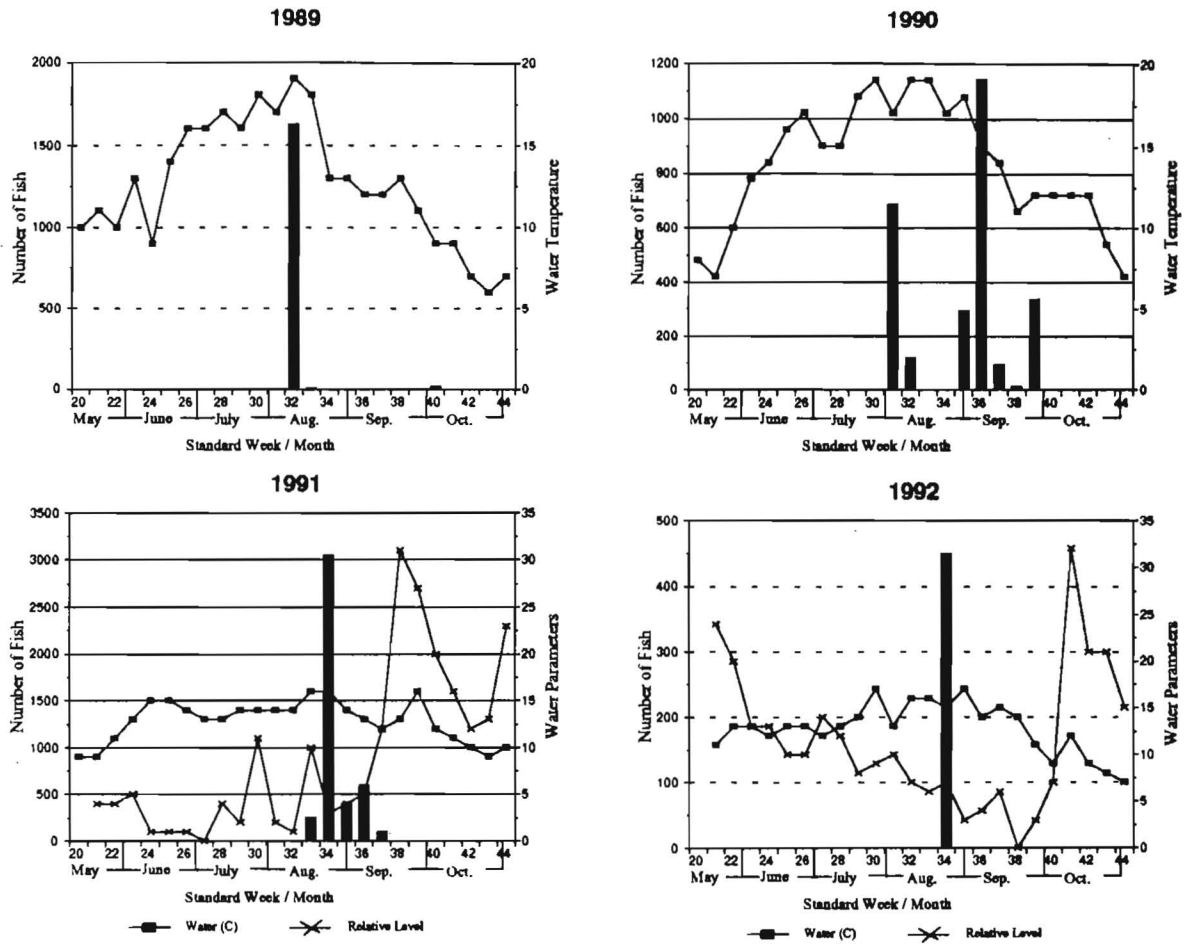 1989
2000
1500
1000
500
0
20
15
10
5
0
Number of Fish
Water Temperature
20 22 24 26 28 30 32 34 36 38 40 42 44
May June July Aug. Sep. Oct.
Standard Week / Month
1990
1200
1000
800
600
400
200
0
20
15
10
5
0
Number of Fish
Water Temperature
20 22 24 26 28 30 32 34 36 38 40 42 44
May June July Aug. Sep. Oct.
Standard Week / Month
1991
3500
3000
2500
2000
1500
1000
500
0
35
30
25
20
15
10
5
0
Number of Fish
Water Parameters
20 22 24 26 28 30 32 34 36 38 40 42 44
May June July Aug. Sep. Oct.
Standard Week / Month
Water (C) Relative Level
1992
500
400
300
200
100
0
35
30
25
20
15
10
5
0
Number of Fish
Water Parameters
20 22 24 26 28 30 32 34 36 38 40 42 44
May June July Aug. Sep. Oct.
Standard Week / Month
Water (C) Relative Level